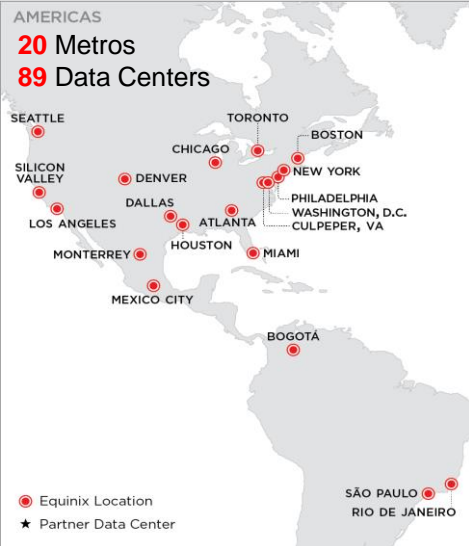 AMERICAS
20 Metros
89 Data Centers
SEATTLE
TORONTO
BOSTON
CHICAGO
NEW YORK
SILICON
VALLEY
DENVER
PHILADELPHIA
DALLAS
WASHINGTON, D.C.
LOS ANGELES
ATLANTA
CULPEPER, VA
HOUSTON
MONTERREY
MIAMI
MEXICO CITY
BOGOTÁ
SÃO PAULO
RIO DE JANEIRO
Equinix Location
Partner Data Center